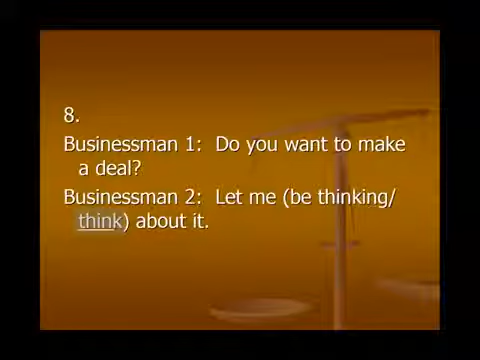 8.
Businessman 1: Do you want to make
a deal?
Businessman 2: Let me (be thinking/
think) about it.